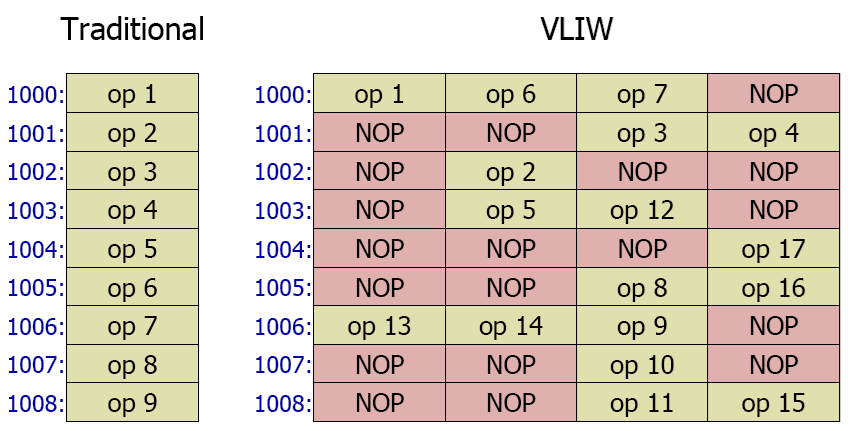 Traditional VLIW
1000: op 1 1000: op 1 op 6 op 7 NOP
1001: op 2 1001: NOP NOP op 3 op 4
1002: op 3 1002: NOP op 2 NOP NOP
1003: op 4 1003: NOP op 5 op 12 NOP
1004: op 5 1004: NOP NOP NOP op 17
1005: op 6 1005: NOP NOP op 8 op 16
1006: op 7 1006: op 13 op 14 op 9 NOP
1007: op 8 1007: NOP NOP op 10 NOP
1008: op 9 1008: NOP NOP op 11 op 15